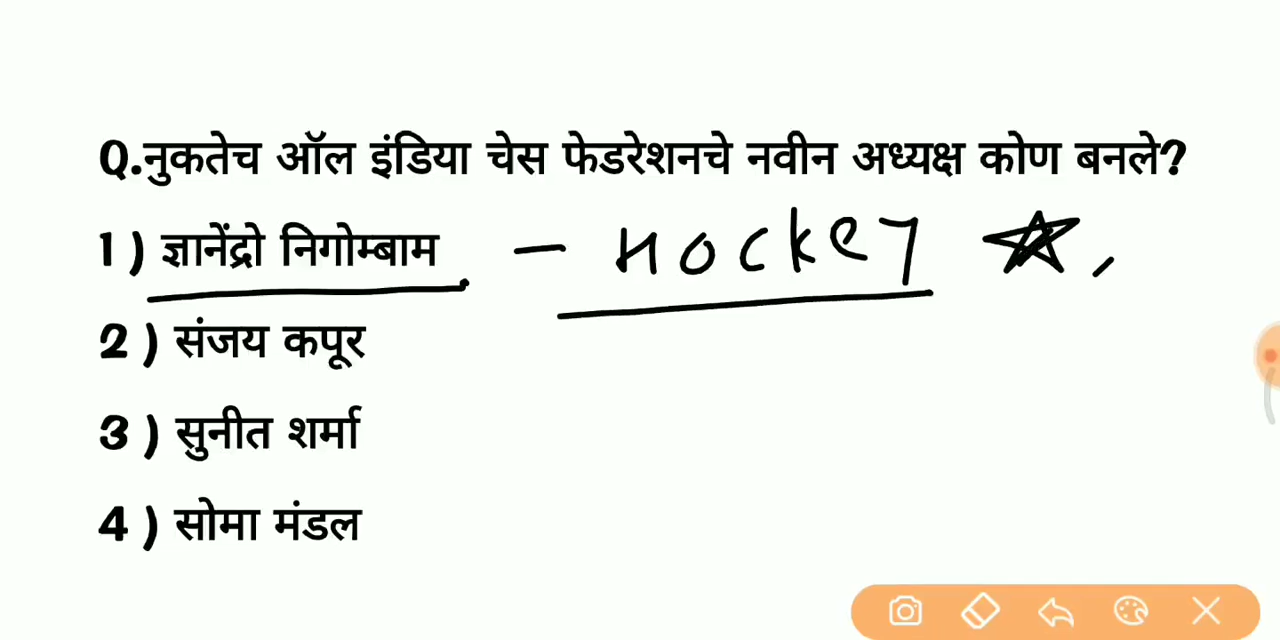 Q.नुकतेच ऑल इंडिया चेस फेडरेशनचे नवीन अध्यक्ष कोण बनले?
1 ) ज्ञानेंद्रो निगोम्बाम - HOCKEY
2 ) संजय कपूर
3 ) सुनीत शर्मा
4 ) सोमा मंडल